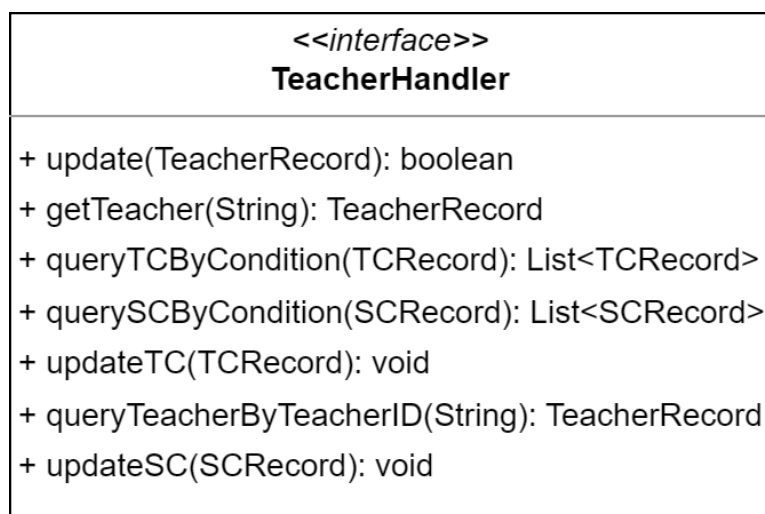 <<interface>>
TeacherHandler
+ update(TeacherRecord): boolean
+ getTeacher(String): TeacherRecord
+ queryTCByCondition(TCRecord): List<TCRecord>
+ querySCByCondition(SCRecord): List<SCRecord>
+ updateTC(TCRecord): void
+ queryTeacherByTeacherID(String): TeacherRecord
+ updateSC(SCRecord): void